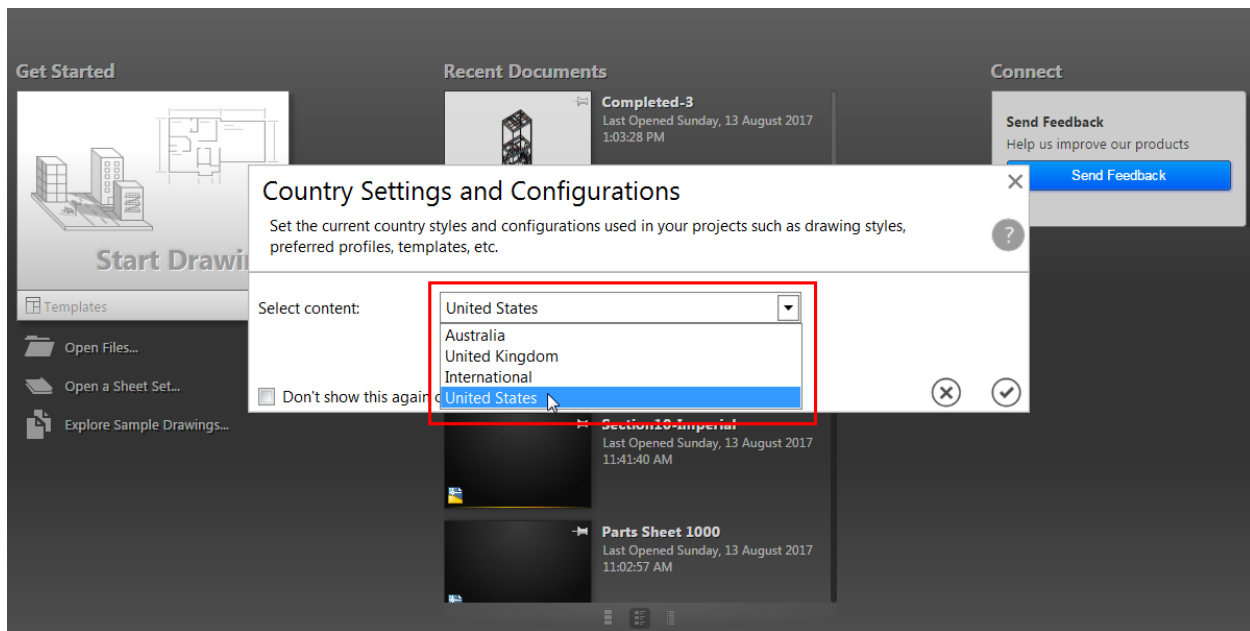 Get Started
Start Drawi
Templates
Open Files...
Open a Sheet Set...
Explore Sample Drawings...
Recent Documents
Completed-3
Last Opened Sunday, 13 August 2017
1:03:28 PM
Connect
Send Feedback
Help us improve our products
Send Feedback
Country Settings and Configurations
Set the current country styles and configurations used in your projects such as drawing styles,
preferred profiles, templates, etc.
?
Select content:
United States
Australia
United Kingdom
International
United States
Don't show this again
Section10-Imperial
Last Opened Sunday, 13 August 2017
11:41:40 AM
Parts Sheet 1000
Last Opened Sunday, 13 August 2017
11:02:57 AM